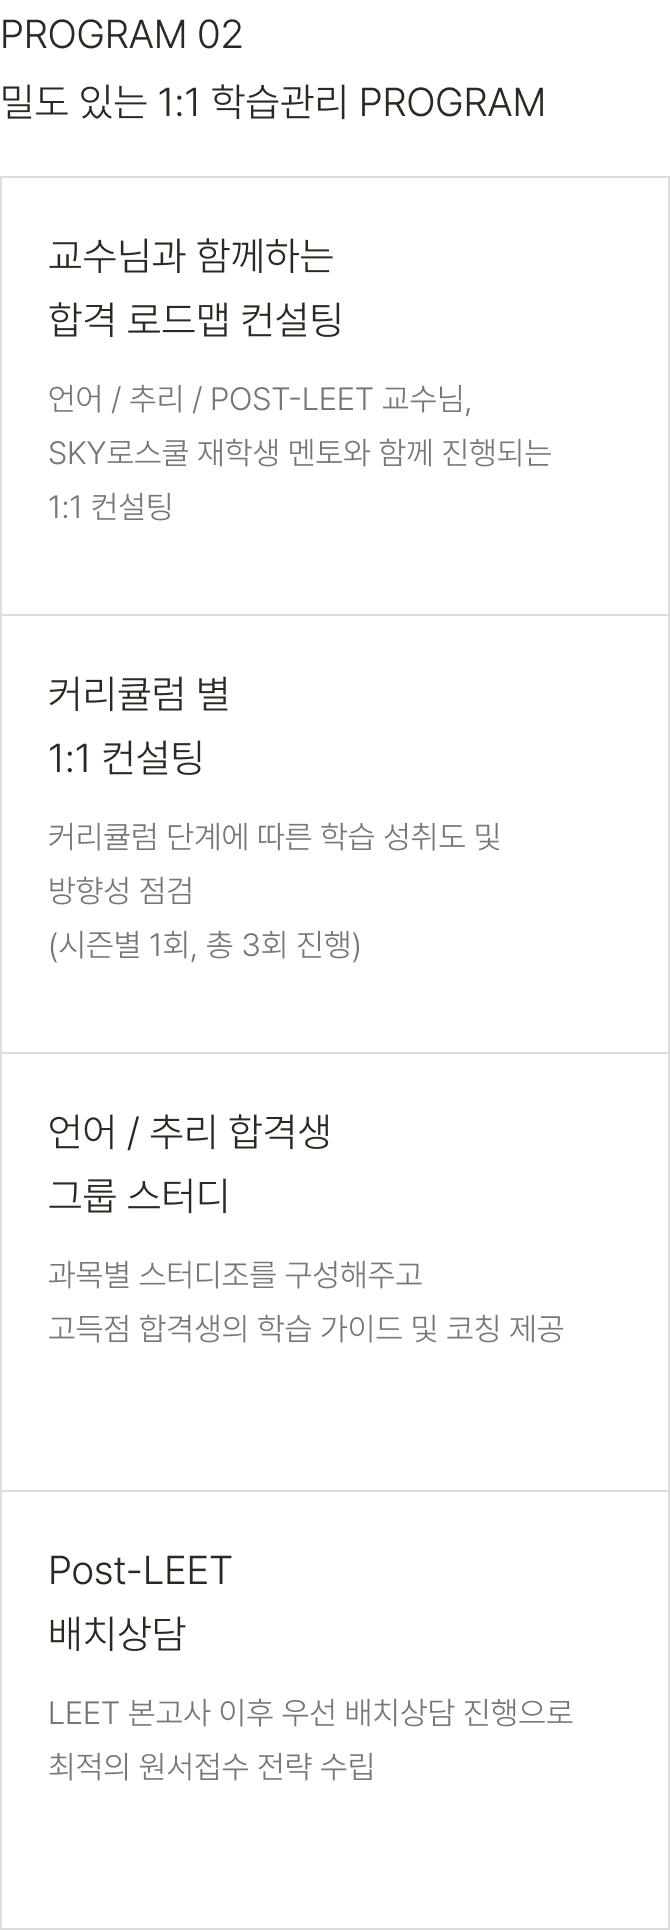 PROGRAM 02
밀도 있는 1:1 학습관리 PROGRAM
교수님과 함께하는
합격 로드맵 컨설팅
언어 / 추리 / POST-LEET 교수님,
SKY로스쿨 재학생 멘토와 함께 진행되는
1:1 컨설팅
커리큘럼 별
1:1 컨설팅
커리큘럼 단계에 따른 학습 성취도 및
방향성 점검
(시즌별 1회, 총 3회 진행)
언어 / 추리 합격생
그룹 스터디
과목별 스터디조를 구성해주고
고득점 합격생의 학습 가이드 및 코칭 제공
Post-LEET
배치상담
LEET 본고사 이후 우선 배치상담 진행으로
최적의 원서접수 전략 수립